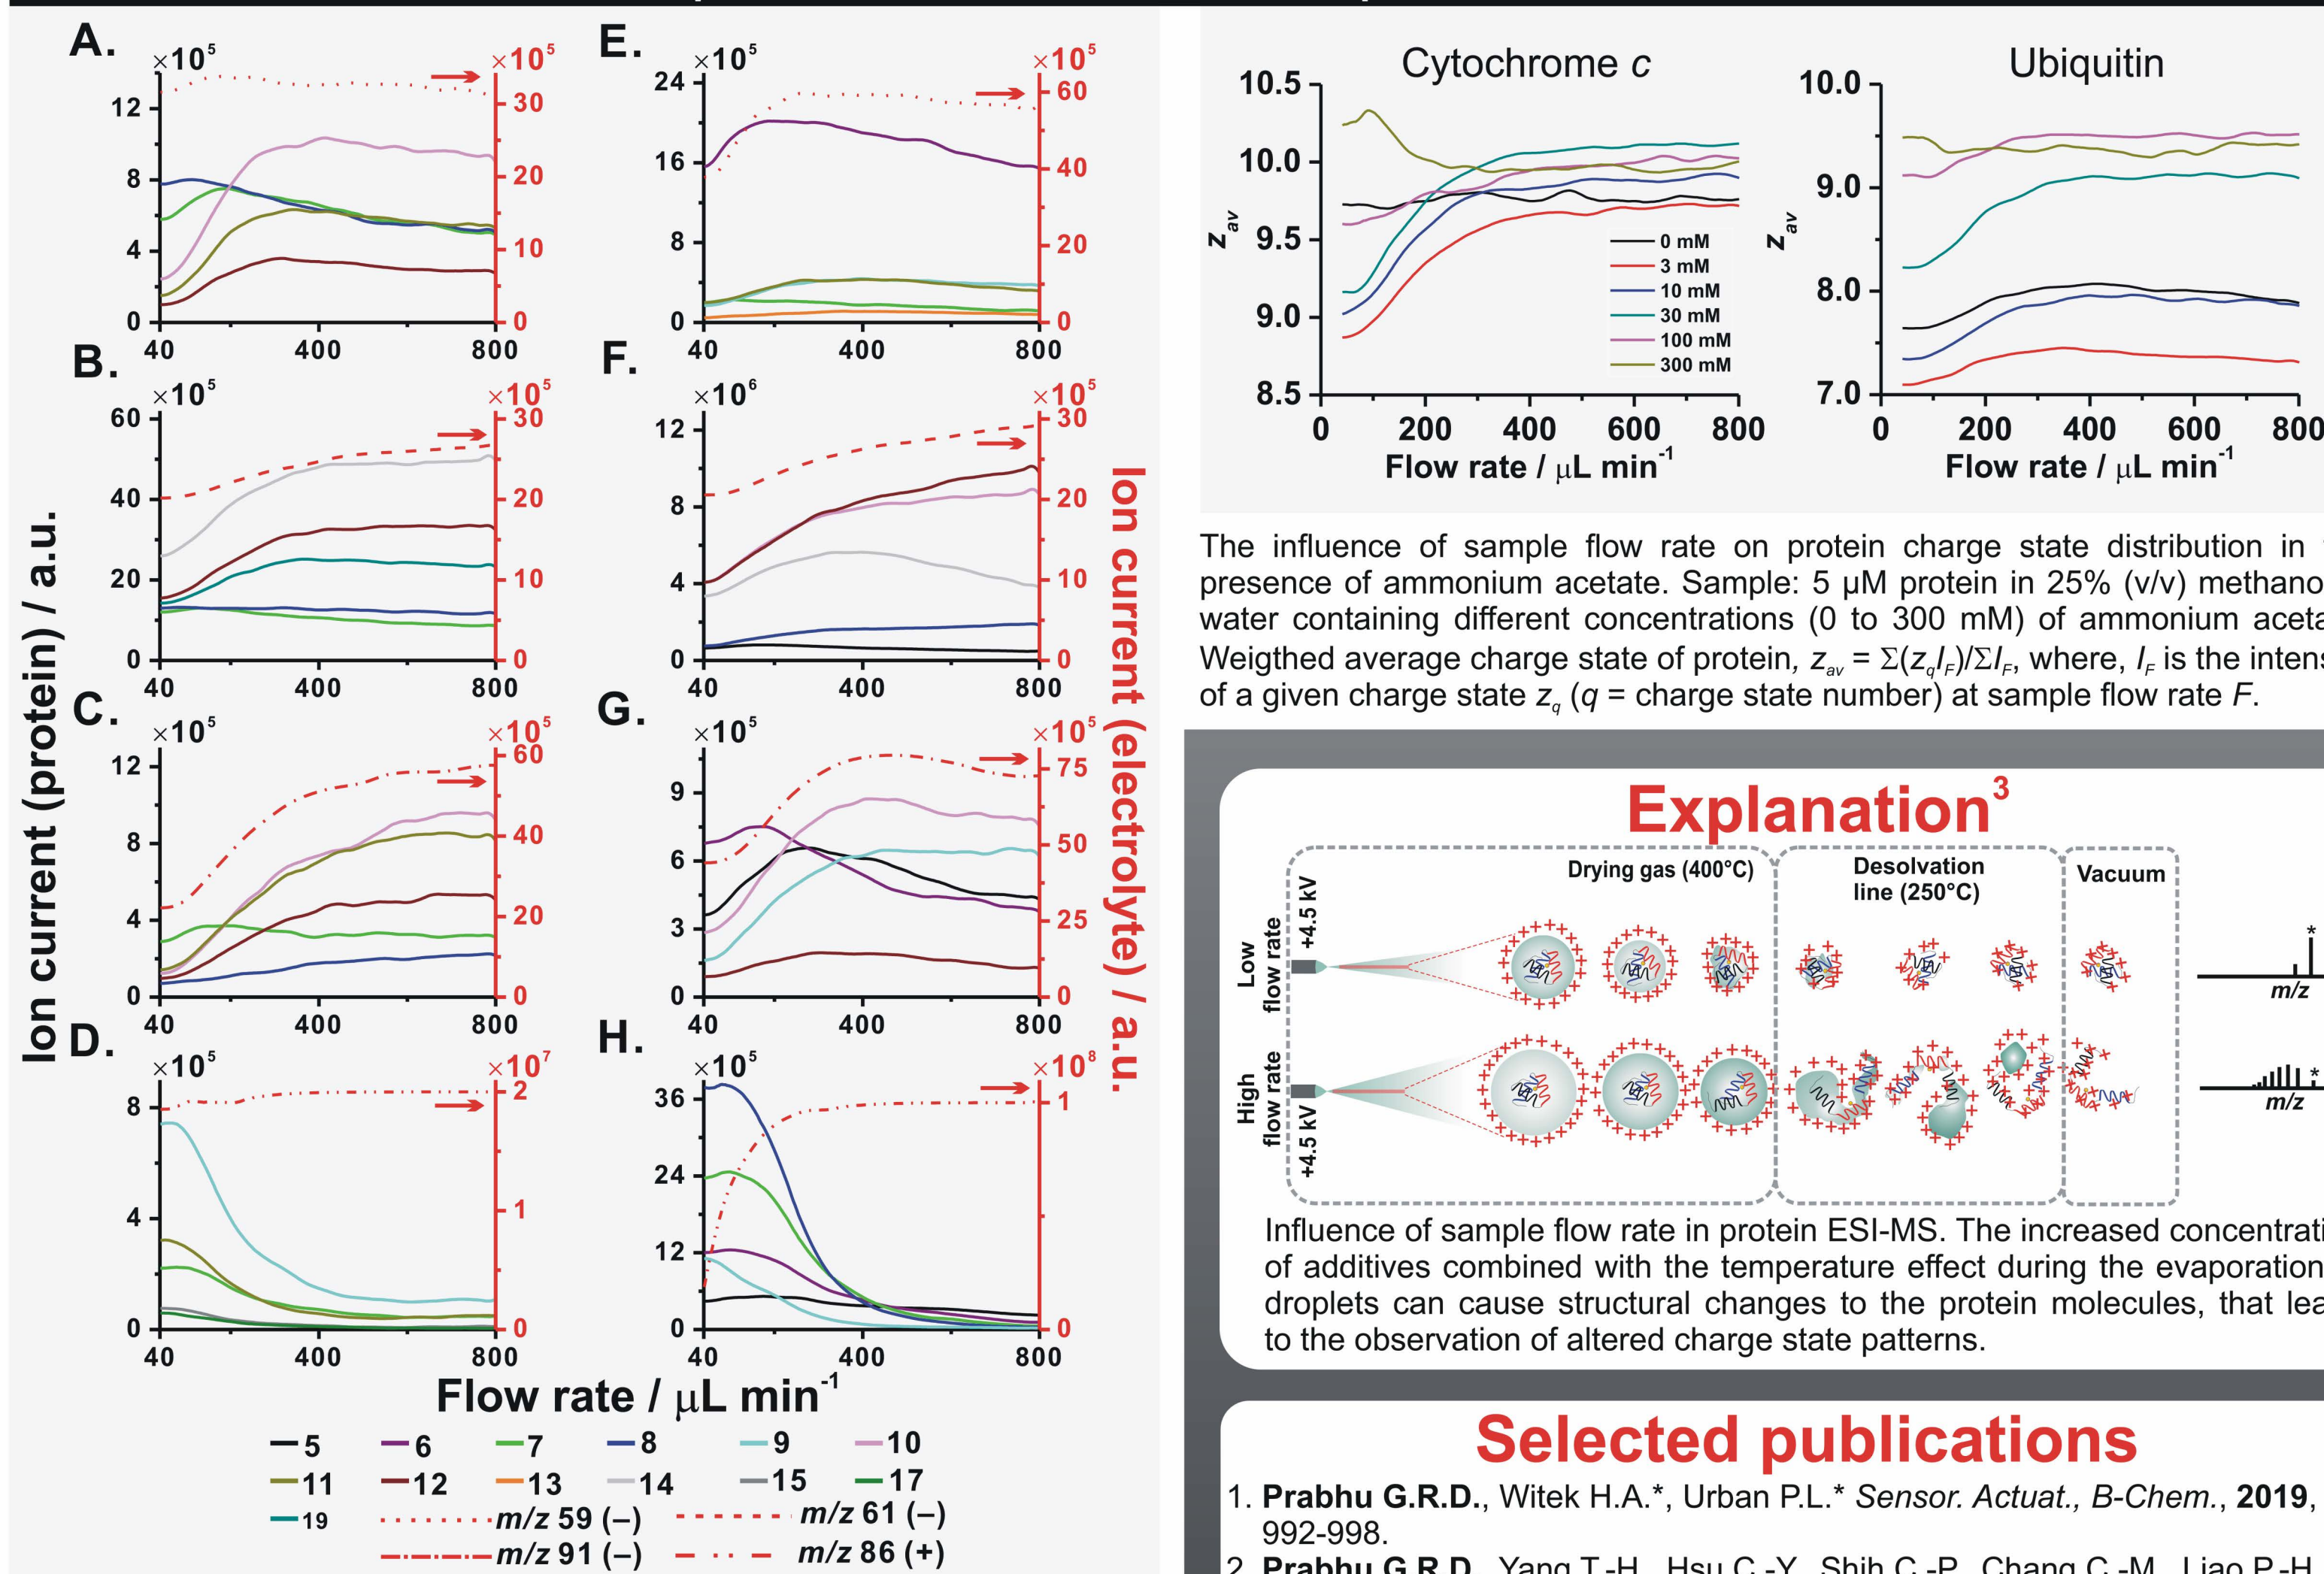 Ion current (protein) / a.u.
Ion current (electrolyte) / a.u.
A.
×10⁵
×10⁵
12
8
4
0
30
20
10
0
40 400 800
E.
×10⁵
×10⁵
24
16
8
0
60
40
20
0
40 400 800
B.
×10⁵
×10⁵
60
40
20
0
30
20
10
0
40 400 800
F.
×10⁶
×10⁵
12
8
4
0
30
20
10
0
40 400 800
C.
×10⁵
×10⁵
12
8
4
0
60
40
20
0
40 400 800
G.
×10⁵
×10⁵
9
6
3
0
75
50
25
0
40 400 800
D.
×10⁵
×10⁷
8
4
0
2
1
0
40 400 800
H.
×10⁵
×10⁸
36
24
12
0
1
0
40 400 800
Flow rate / μL min⁻¹
5 6 7 8 9 10
11 12 13 14 15 17
19 m/z 59 (–) m/z 61 (–)
m/z 91 (–) m/z 86 (+)
Cytochrome c
10.5
10.0
9.5
9.0
8.5
z_av
0 mM
3 mM
10 mM
30 mM
100 mM
300 mM
0 200 400 600 800
Flow rate / μL min⁻¹
Ubiquitin
10.0
9.0
8.0
7.0
z_av
0 200 400 600 800
Flow rate / μL min⁻¹
The influence of sample flow rate on protein charge state distribution in
presence of ammonium acetate. Sample: 5 μM protein in 25% (v/v) methano
water containing different concentrations (0 to 300 mM) of ammonium aceta
Weigthed average charge state of protein, z_av = Σ(z_qI_F)/ΣI_F, where, I_F is the intens
of a given charge state z_q (q = charge state number) at sample flow rate F.
Explanation³
Drying gas (400°C)
Desolvation
line (250°C)
Vacuum
Low
flow rate
+4.5 kV
*
m/z
High
flow rate
+4.5 kV
*
m/z
Influence of sample flow rate in protein ESI-MS. The increased concentrati
of additives combined with the temperature effect during the evaporation
droplets can cause structural changes to the protein molecules, that lea
to the observation of altered charge state patterns.
Selected publications
1. Prabhu G.R.D., Witek H.A.*, Urban P.L.* Sensor. Actuat., B-Chem., 2019,
992-998.
2. Prabhu G.R.D., Yang T.-H., Hsu C.-Y., Shih C.-P., Chang C.-M., Liao P.-H.